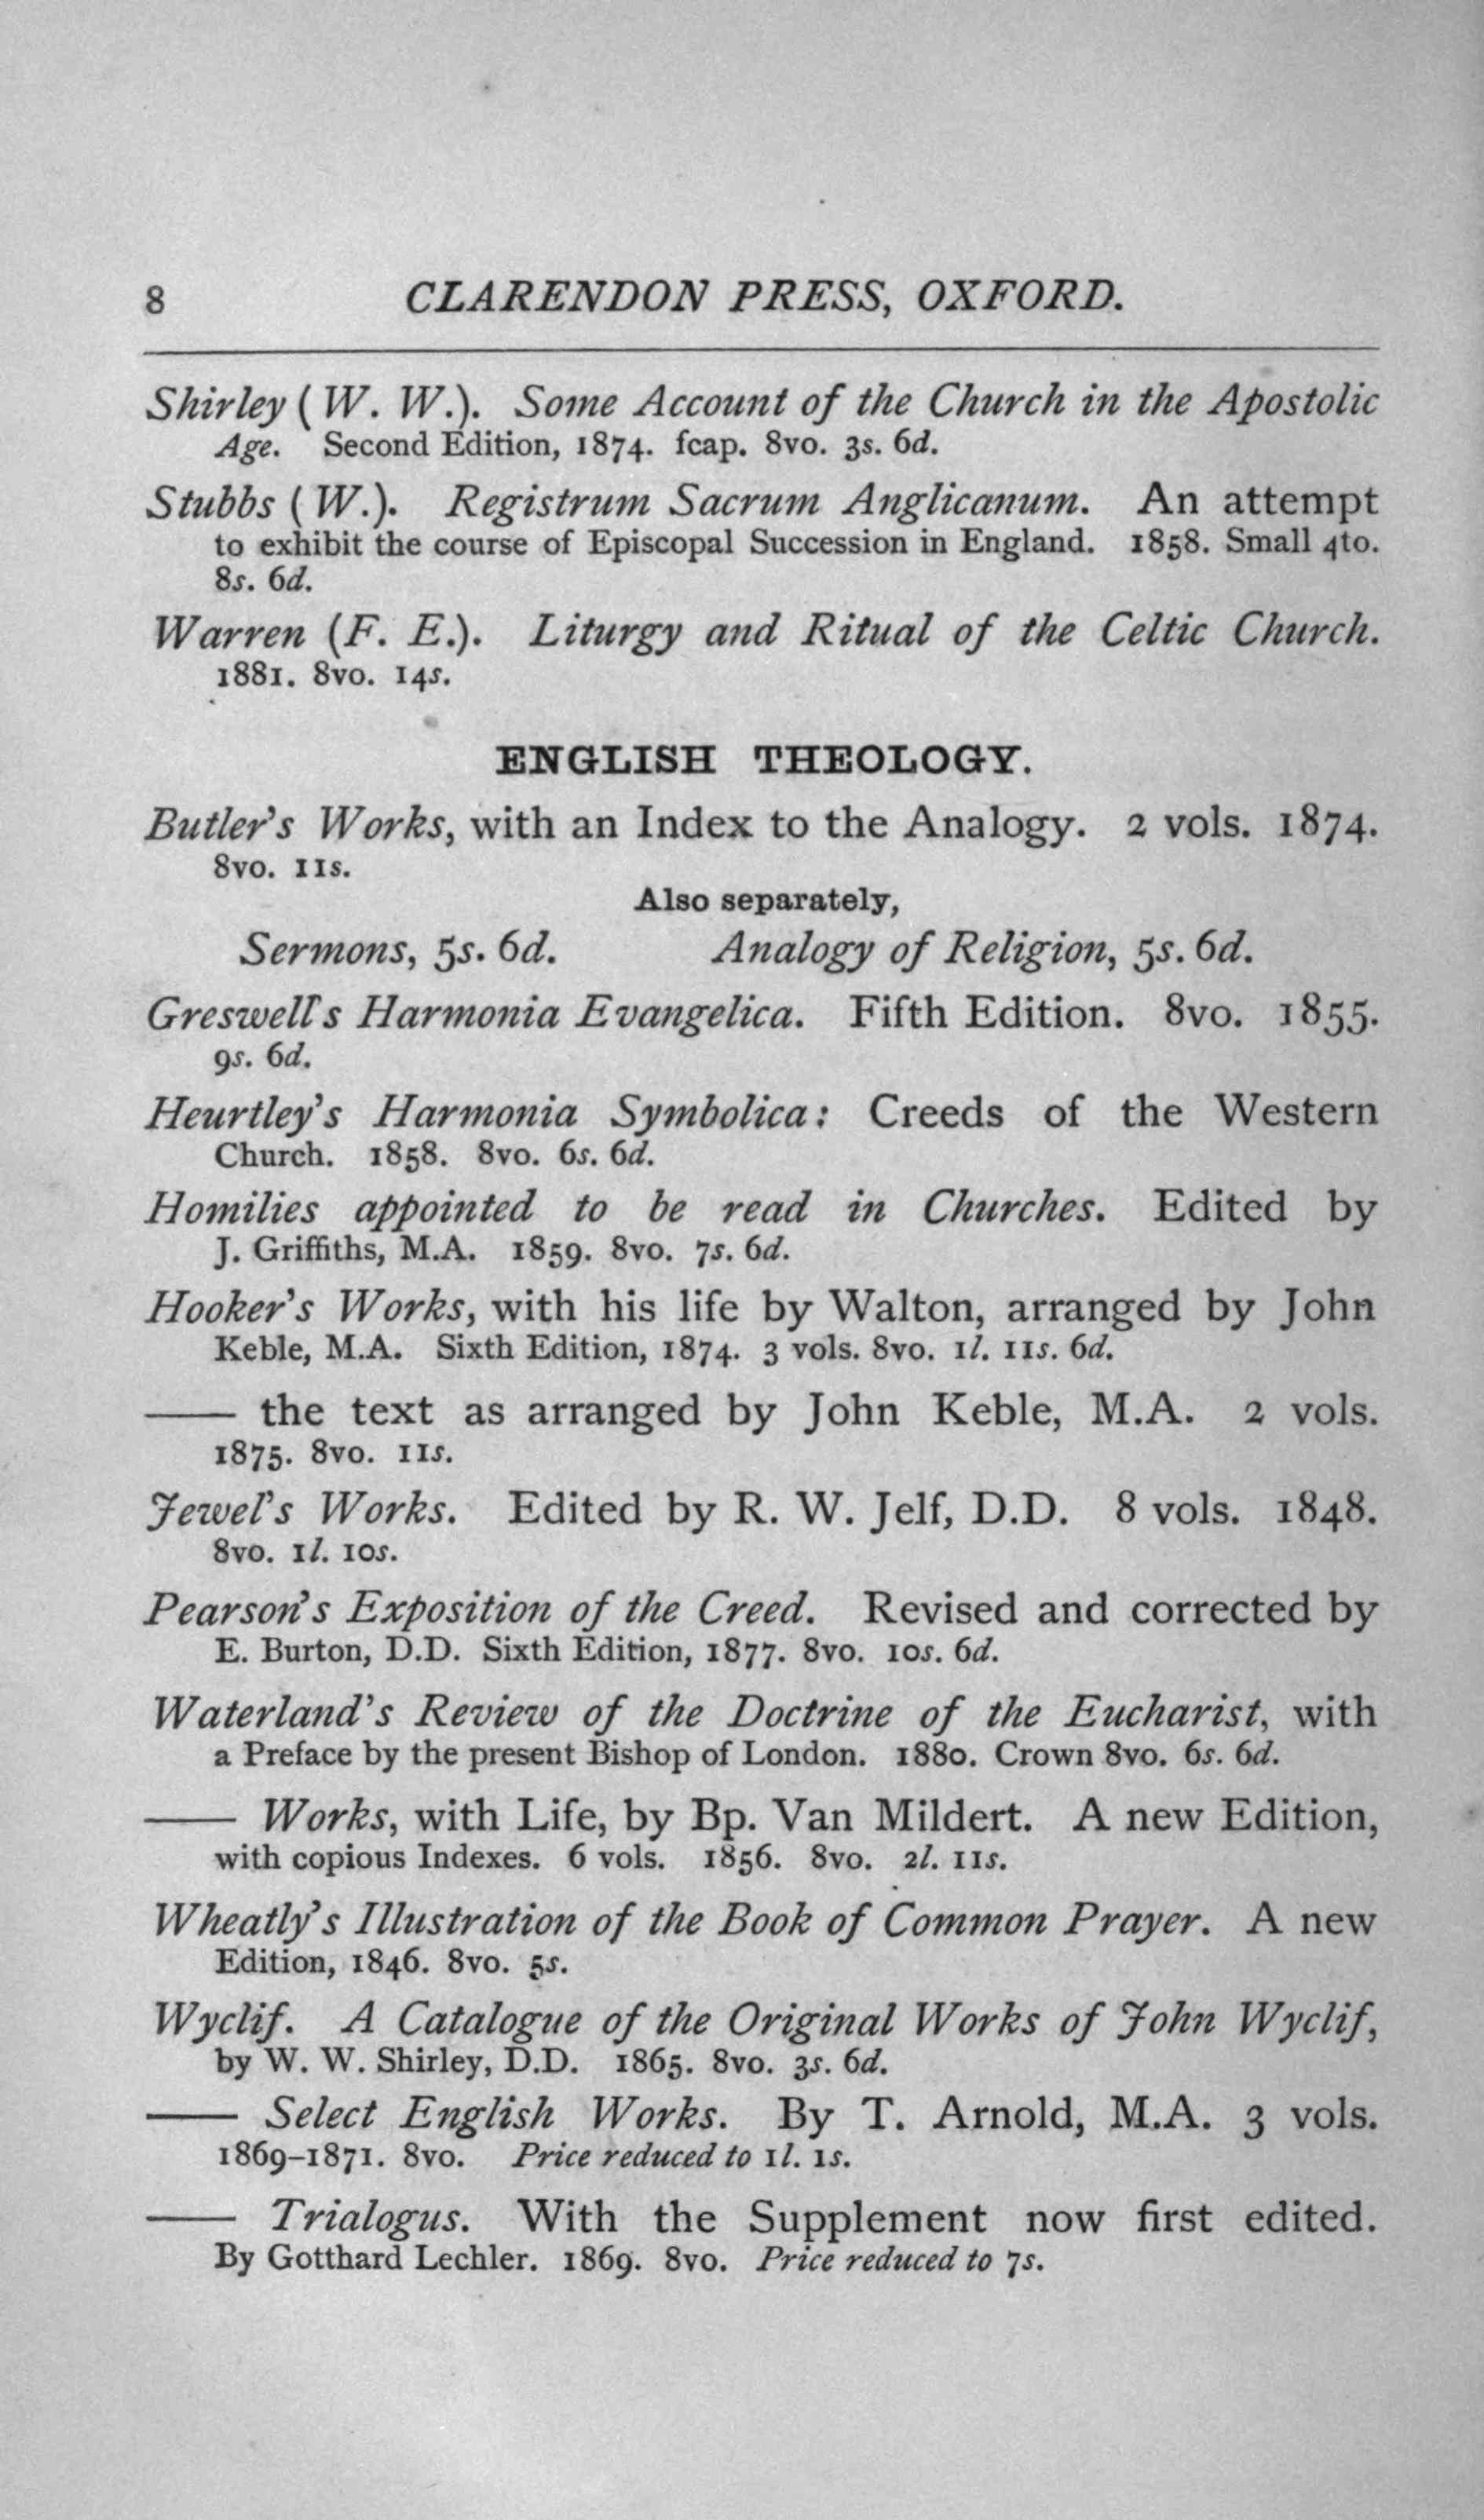 8 CLARENDON PRESS, OXFORD.
Shirley (W. W.). Some Account of the Church in the Apostolic
Age. Second Edition, 1874. fcap. 8vo. 3s. 6d.
Stubbs (W.). Registrum Sacrum Anglicanum. An attempt
to exhibit the course of Episcopal Succession in England. 1858. Small 4to.
8s. 6d.
Warren (F. E.). Liturgy and Ritual of the Celtic Church.
1881. 8vo. 14s.
ENGLISH THEOLOGY.
Butler's Works, with an Index to the Analogy. 2 vols. 1874.
8vo. 11s.
Also separately,
Sermons, 5s. 6d. Analogy of Religion, 5s. 6d.
Greswell's Harmonia Evangelica. Fifth Edition. 8vo. 1855.
9s. 6d.
Heurtley's Harmonia Symbolica: Creeds of the Western
Church. 1858. 8vo. 6s. 6d.
Homilies appointed to be read in Churches. Edited by
J. Griffiths, M.A. 1859. 8vo. 7s. 6d.
Hooker's Works, with his life by Walton, arranged by John
Keble, M.A. Sixth Edition, 1874. 3 vols. 8vo. 1l. 11s. 6d.
—— the text as arranged by John Keble, M.A. 2 vols.
1875. 8vo. 11s.
Jewel's Works. Edited by R. W. Jelf, D.D. 8 vols. 1848.
8vo. 1l. 10s.
Pearson's Exposition of the Creed. Revised and corrected by
E. Burton, D.D. Sixth Edition, 1877. 8vo. 10s. 6d.
Waterland's Review of the Doctrine of the Eucharist, with
a Preface by the present Bishop of London. 1880. Crown 8vo. 6s. 6d.
—— Works, with Life, by Bp. Van Mildert. A new Edition,
with copious Indexes. 6 vols. 1856. 8vo. 2l. 11s.
Wheatly's Illustration of the Book of Common Prayer. A new
Edition, 1846. 8vo. 5s.
Wyclif. A Catalogue of the Original Works of John Wyclif,
by W. W. Shirley, D.D. 1865. 8vo. 3s. 6d.
—— Select English Works. By T. Arnold, M.A. 3 vols.
1869–1871. 8vo. Price reduced to 1l. 1s.
—— Trialogus. With the Supplement now first edited.
By Gotthard Lechler. 1869. 8vo. Price reduced to 7s.